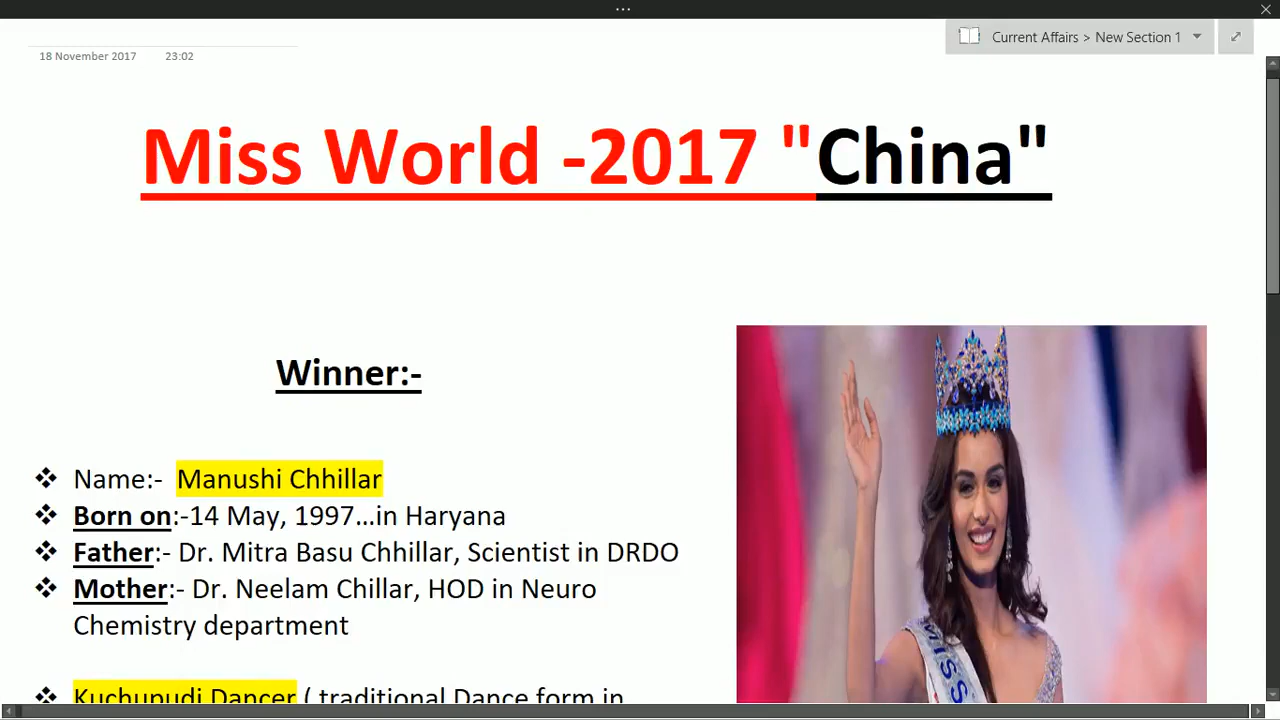 18 November 2017 23:02
Current Affairs > New Section 1
Miss World -2017 "China"
Winner:-
❖ Name:- Manushi Chhillar
❖ Born on:-14 May, 1997...in Haryana
❖ Father:- Dr. Mitra Basu Chhillar, Scientist in DRDO
❖ Mother:- Dr. Neelam Chillar, HOD in Neuro
Chemistry department
❖ Kuchupudi Dancer ( traditional Dance form in
MISS